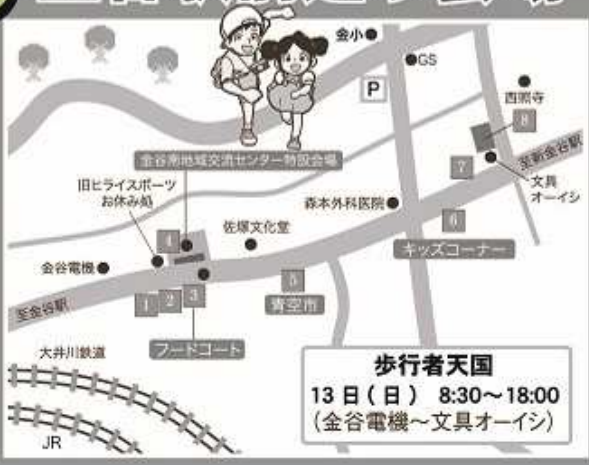 金小
GS
P
西照寺
8
金谷南地域交流センター特設会場
7
至新金谷駅
文具
オーイシ
旧ヒライスポーツ
お休み処
森本外科医院
6
4
佐塚文化堂
キッズコーナー
金谷電機
5
1 2 3
青空市
至金谷駅
大井川鉄道
フードコート
歩行者天国
13日(日) 8:30〜18:00
(金谷電機〜文具オーイシ)
JR